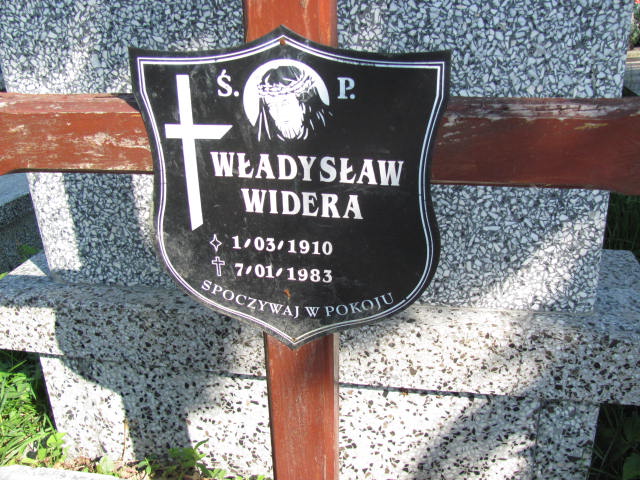 Ś. P.
WŁADYSŁAW
WIDERA
1/03/1910
7/01/1983
SPOCZYWAJ W POKOJU